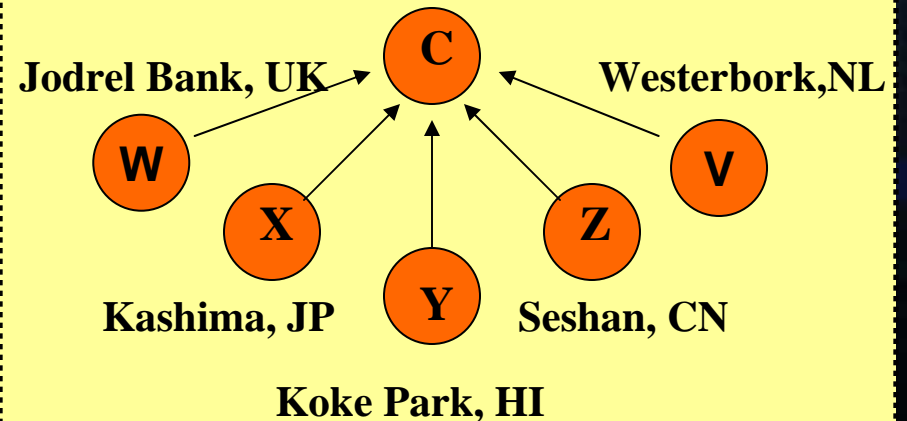 C
Jodrel Bank, UK
Westerbork,NL
W
V
X
Z
Y
Kashima, JP
Seshan, CN
Koke Park, HI